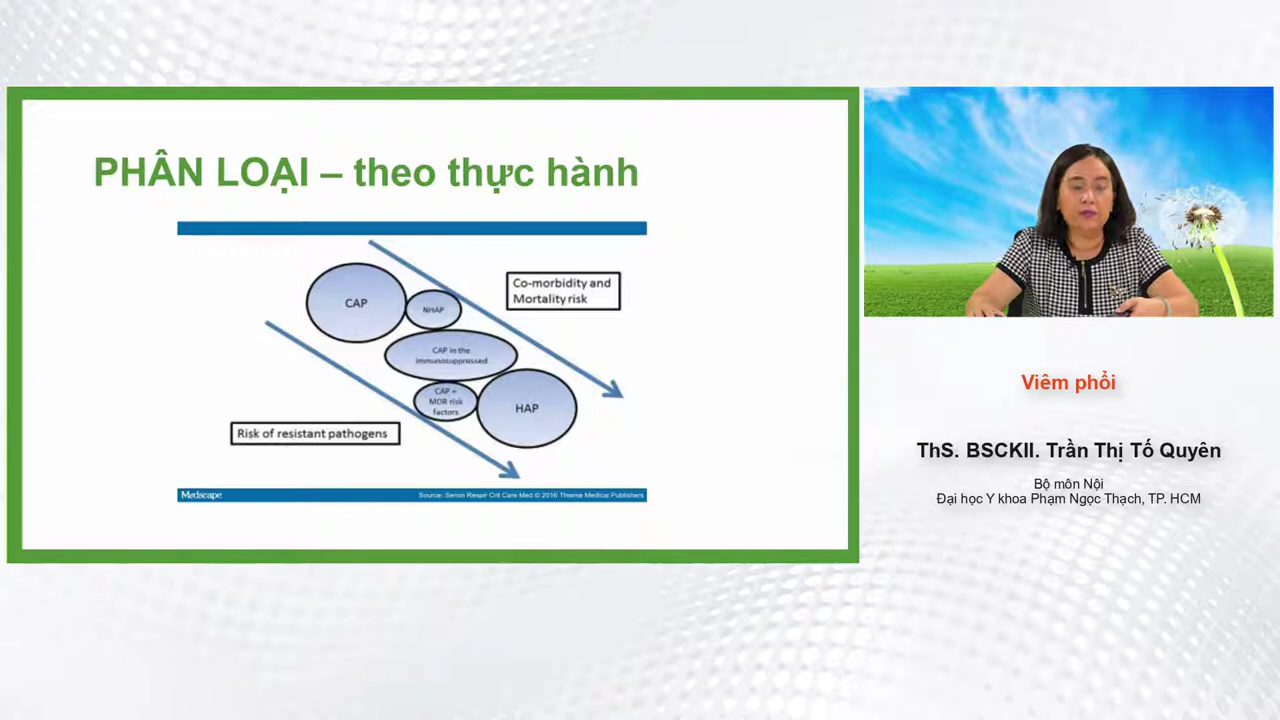 PHÂN LOẠI – theo thực hành
CAP
NHAP
Co-morbidity and
Mortality risk
CAP in the
immunosuppressed
CAP +
MDR risk
factors
HAP
Risk of resistant pathogens
Medscape
Source: Semin Respir Crit Care Med © 2016 Thieme Medical Publishers
Viêm phổi
ThS. BSCKII. Trần Thị Tố Quyên
Bộ môn Nội
Đại học Y khoa Phạm Ngọc Thạch, TP. HCM